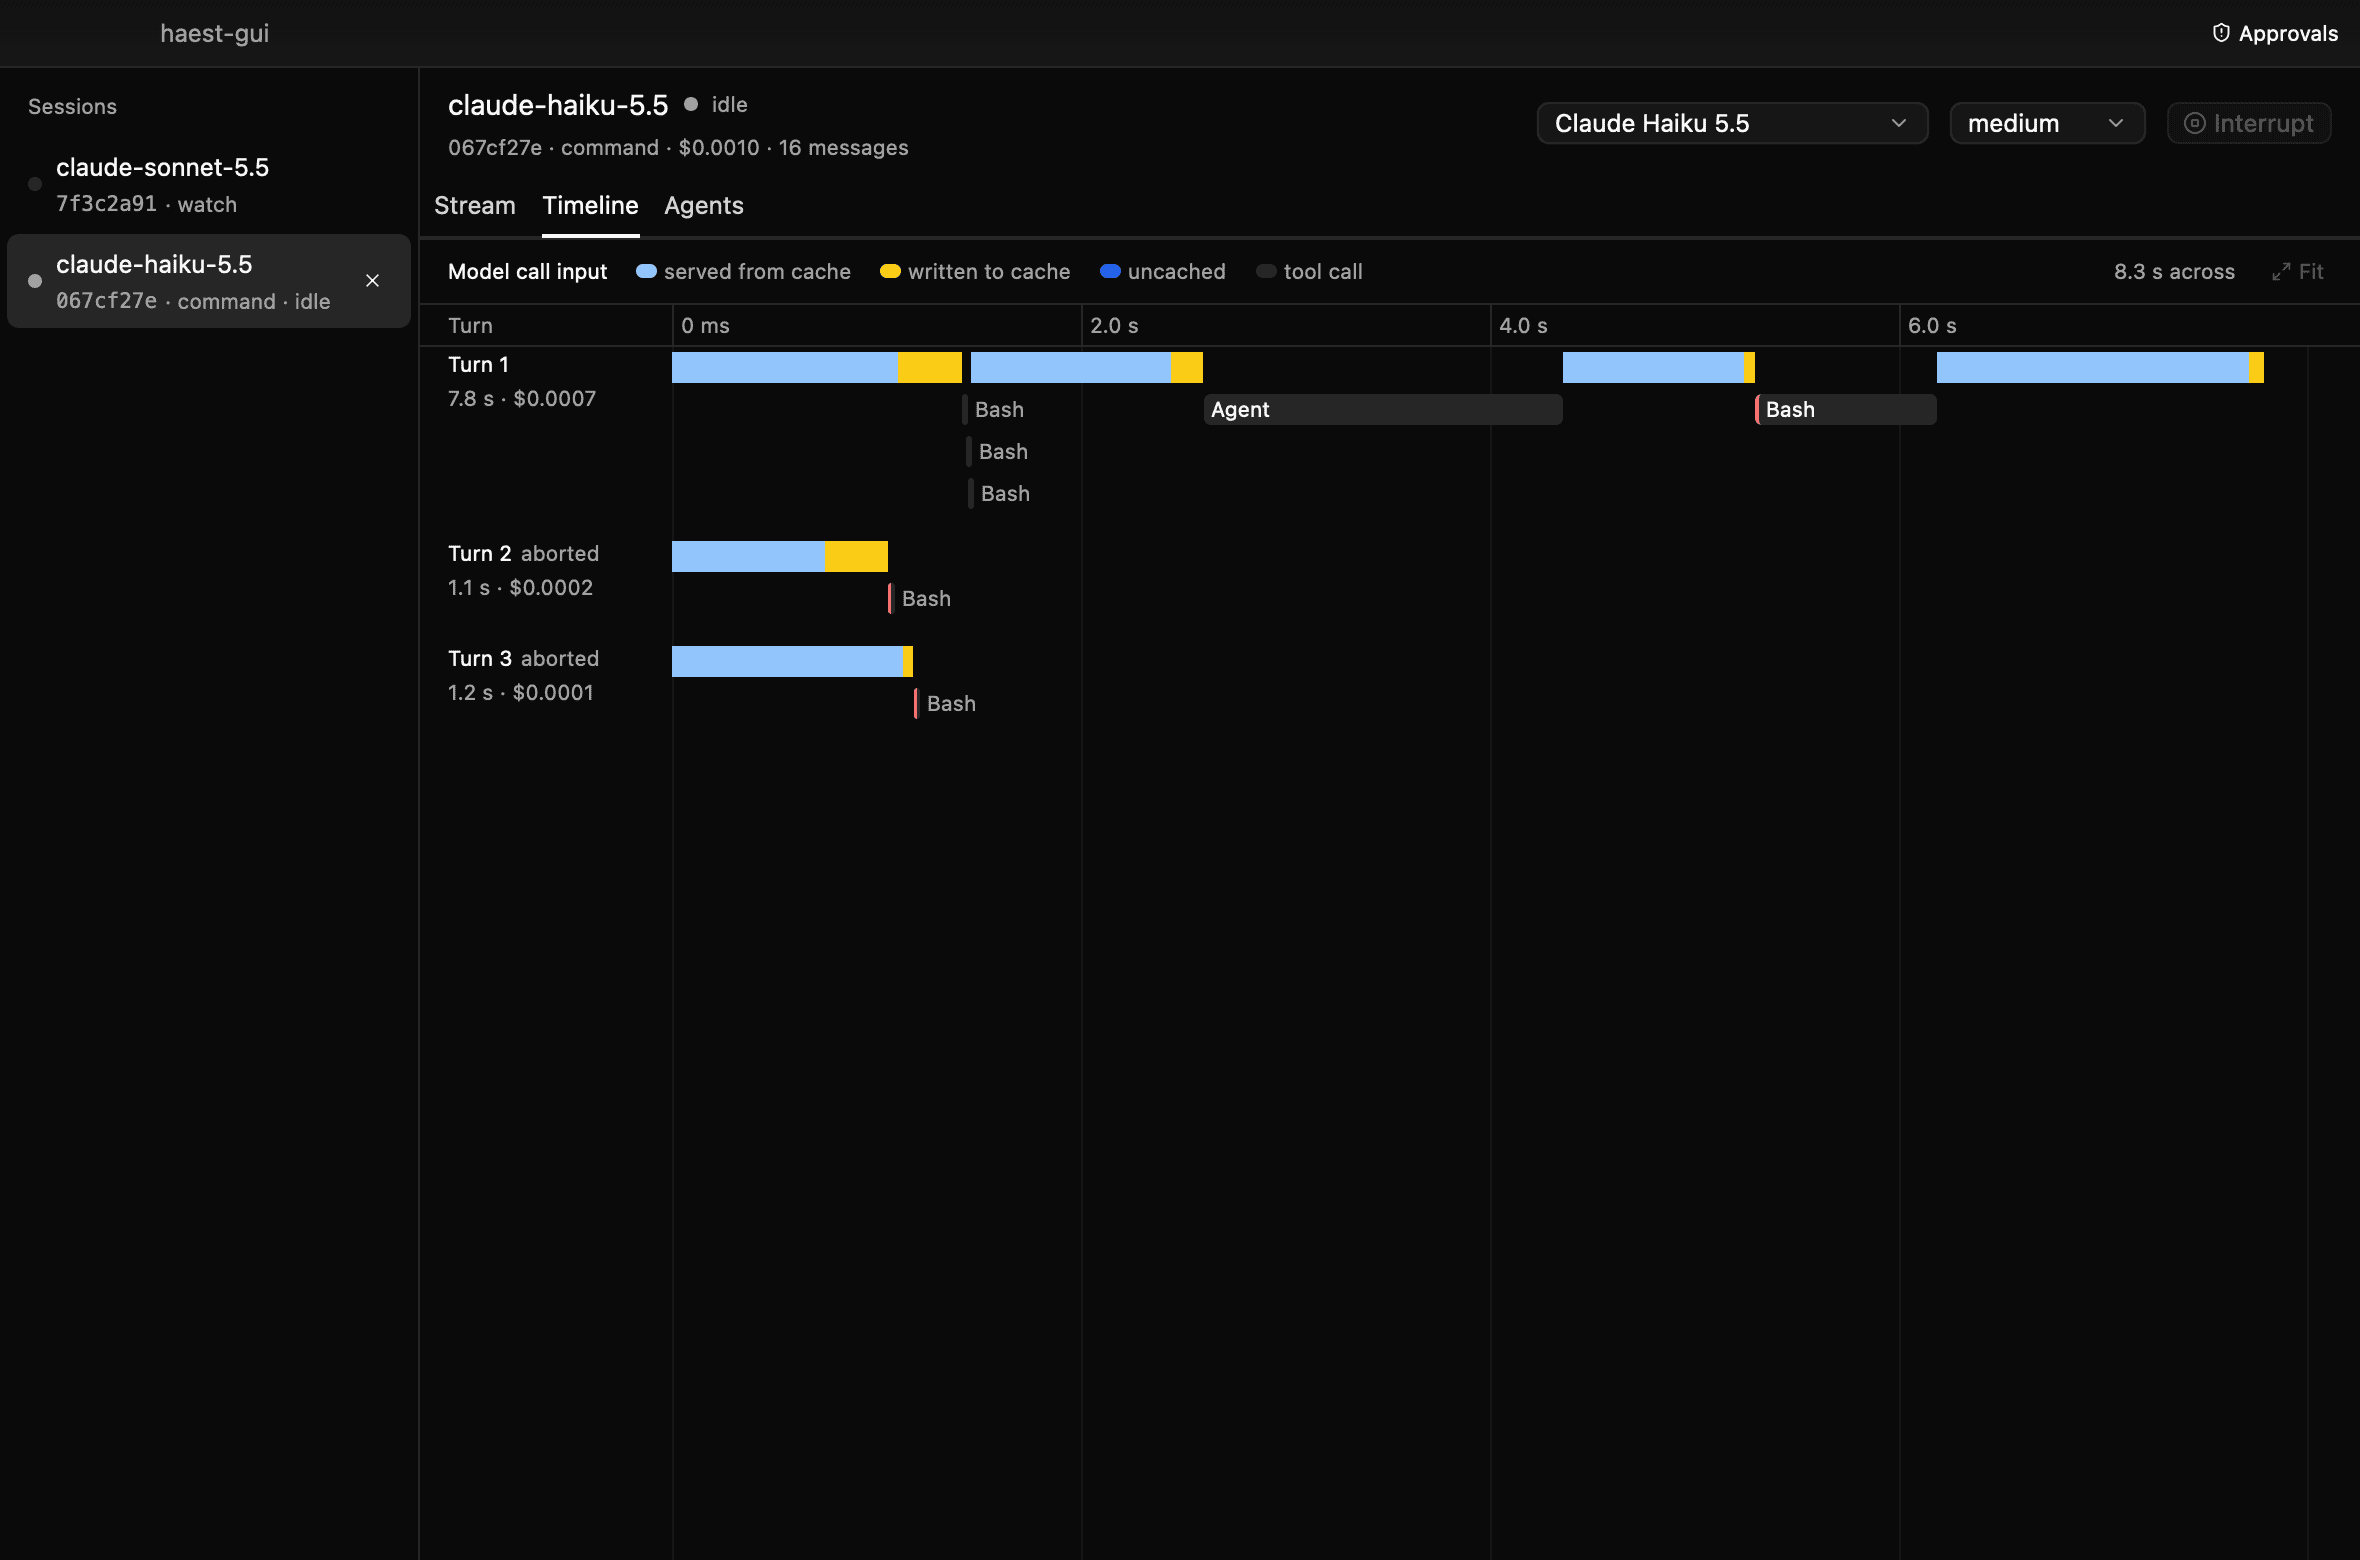 haest-gui
Approvals
Sessions
claude-sonnet-5.5
7f3c2a91 · watch
claude-haiku-5.5
067cf27e · command · idle
claude-haiku-5.5 idle
067cf27e · command · $0.0010 · 16 messages
Claude Haiku 5.5
medium
Interrupt
Stream Timeline Agents
Model call input served from cache written to cache uncached tool call
8.3 s across Fit
Turn 0 ms 2.0 s 4.0 s 6.0 s
Turn 1
7.8 s · $0.0007
Bash
Agent
Bash
Bash
Bash
Turn 2 aborted
1.1 s · $0.0002
Bash
Turn 3 aborted
1.2 s · $0.0001
Bash